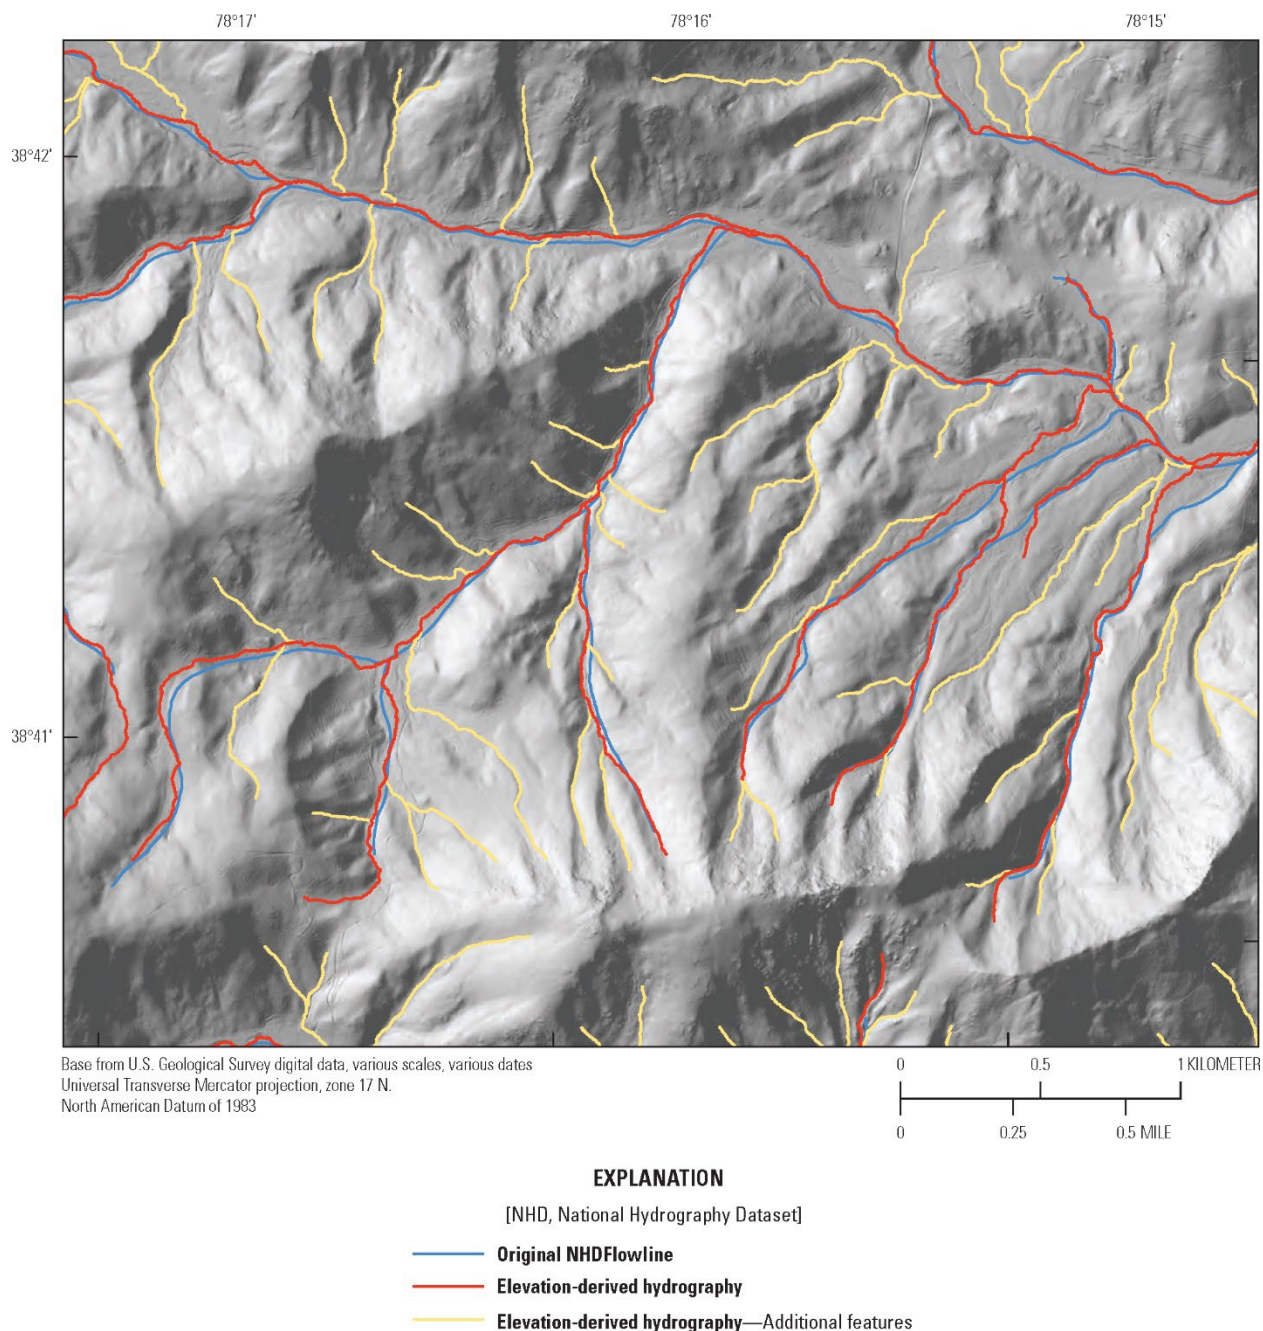 78°17' 78°16' 78°15'
38°42'
38°41'
Base from U.S. Geological Survey digital data, various scales, various dates
Universal Transverse Mercator projection, zone 17 N.
North American Datum of 1983
0 0.5 1 KILOMETER
0 0.25 0.5 MILE
EXPLANATION
[NHD, National Hydrography Dataset]
Original NHDFlowline
Elevation-derived hydrography
Elevation-derived hydrography—Additional features